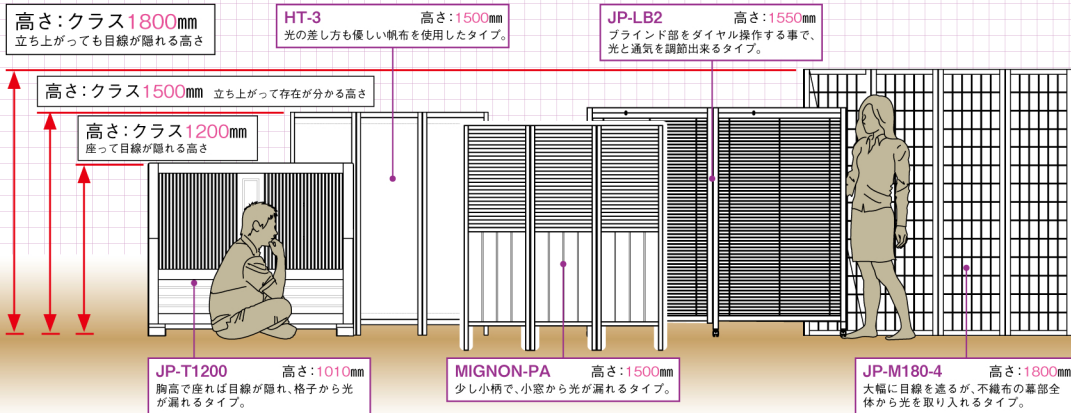 高さ：クラス1800mm
立ち上がっても目線が隠れる高さ
HT-3 高さ：1500mm
光の差し方も優しい帆布を使用したタイプ。
JP-LB2 高さ：1550mm
ブラインド部をダイヤル操作する事で、
光と通気を調節出来るタイプ。
高さ：クラス1500mm 立ち上がって存在が分かる高さ
高さ：クラス1200mm
座って目線が隠れる高さ
JP-T1200 高さ：1010mm
胸高で座れば目線が隠れ、格子から光
が漏れるタイプ。
MIGNON-PA 高さ：1500mm
少し小柄で、小窓から光が漏れるタイプ。
JP-M180-4 高さ：1800mm
大幅に目線を遮るが、不織布の幕部全
体から光を取り入れるタイプ。